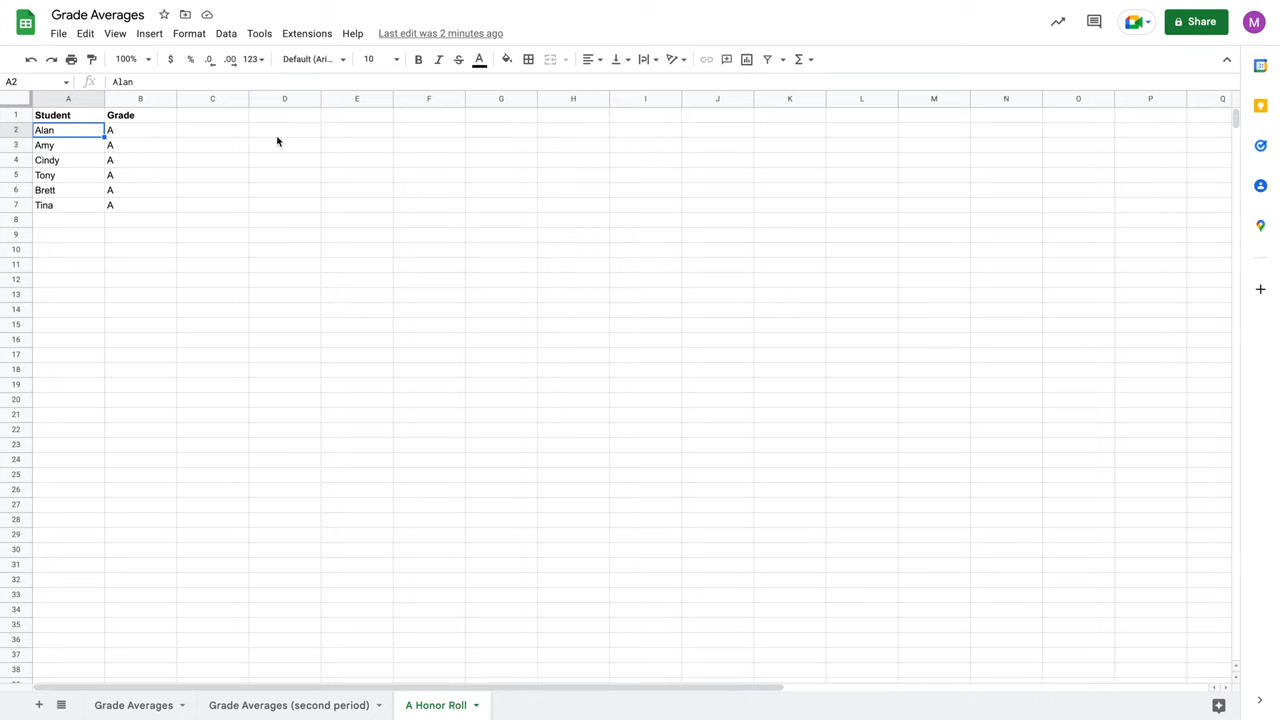 Grade Averages
File Edit View Insert Format Data Tools Extensions Help Last edit was 2 minutes ago
Share
M
100% $ % .0 .00 123 Default (Ari... 10 B I S A Σ
A2 fx Alan
A B C D E F G H I J K L M N O P Q
1 Student Grade
2 Alan A
3 Amy A
4 Cindy A
5 Tony A
6 Brett A
7 Tina A
8
9
10
11
12
13
14
15
16
17
18
19
20
21
22
23
24
25
26
27
28
29
30
31
32
33
34
35
36
37
38
+ Grade Averages Grade Averages (second period) A Honor Roll